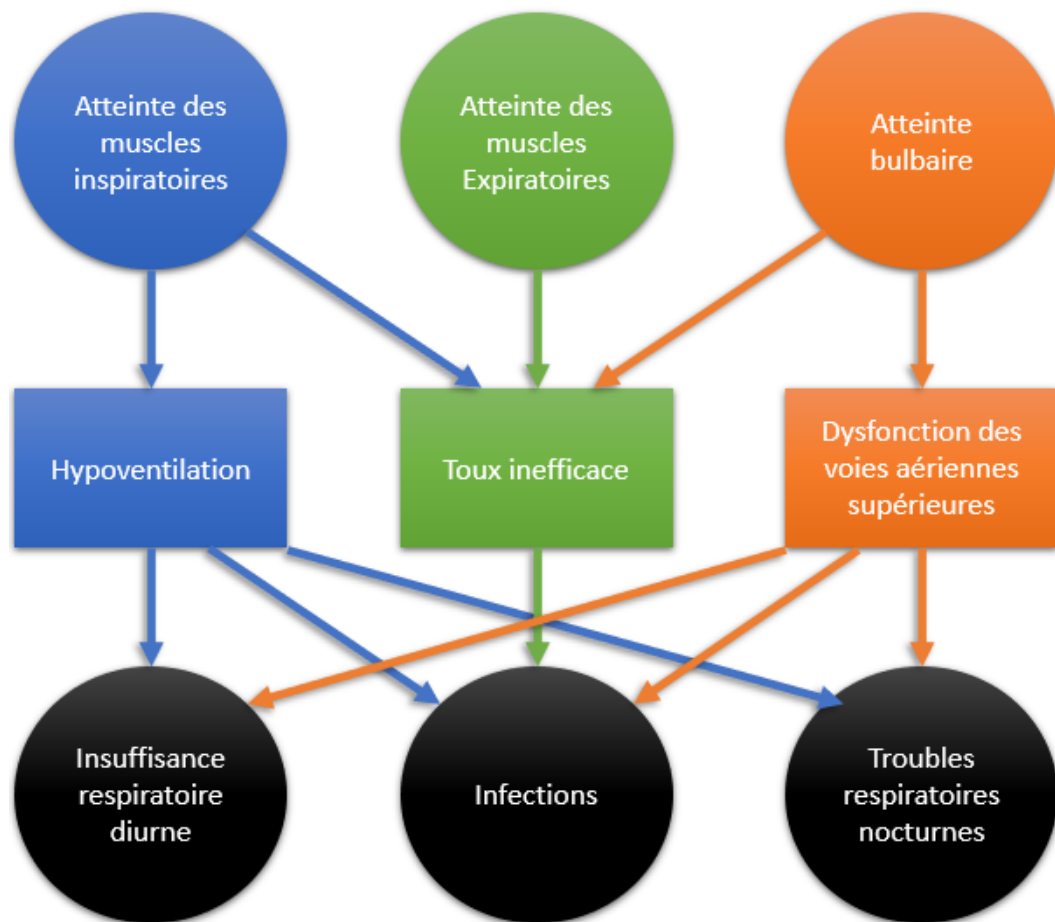 Atteinte des
muscles
inspiratoires
Atteinte des
muscles
Expiratoires
Atteinte
bulbaire
Hypoventilation
Toux inefficace
Dysfonction des
voies aériennes
supérieures
Insuffisance
respiratoire
diurne
Infections
Troubles
respiratoires
nocturnes